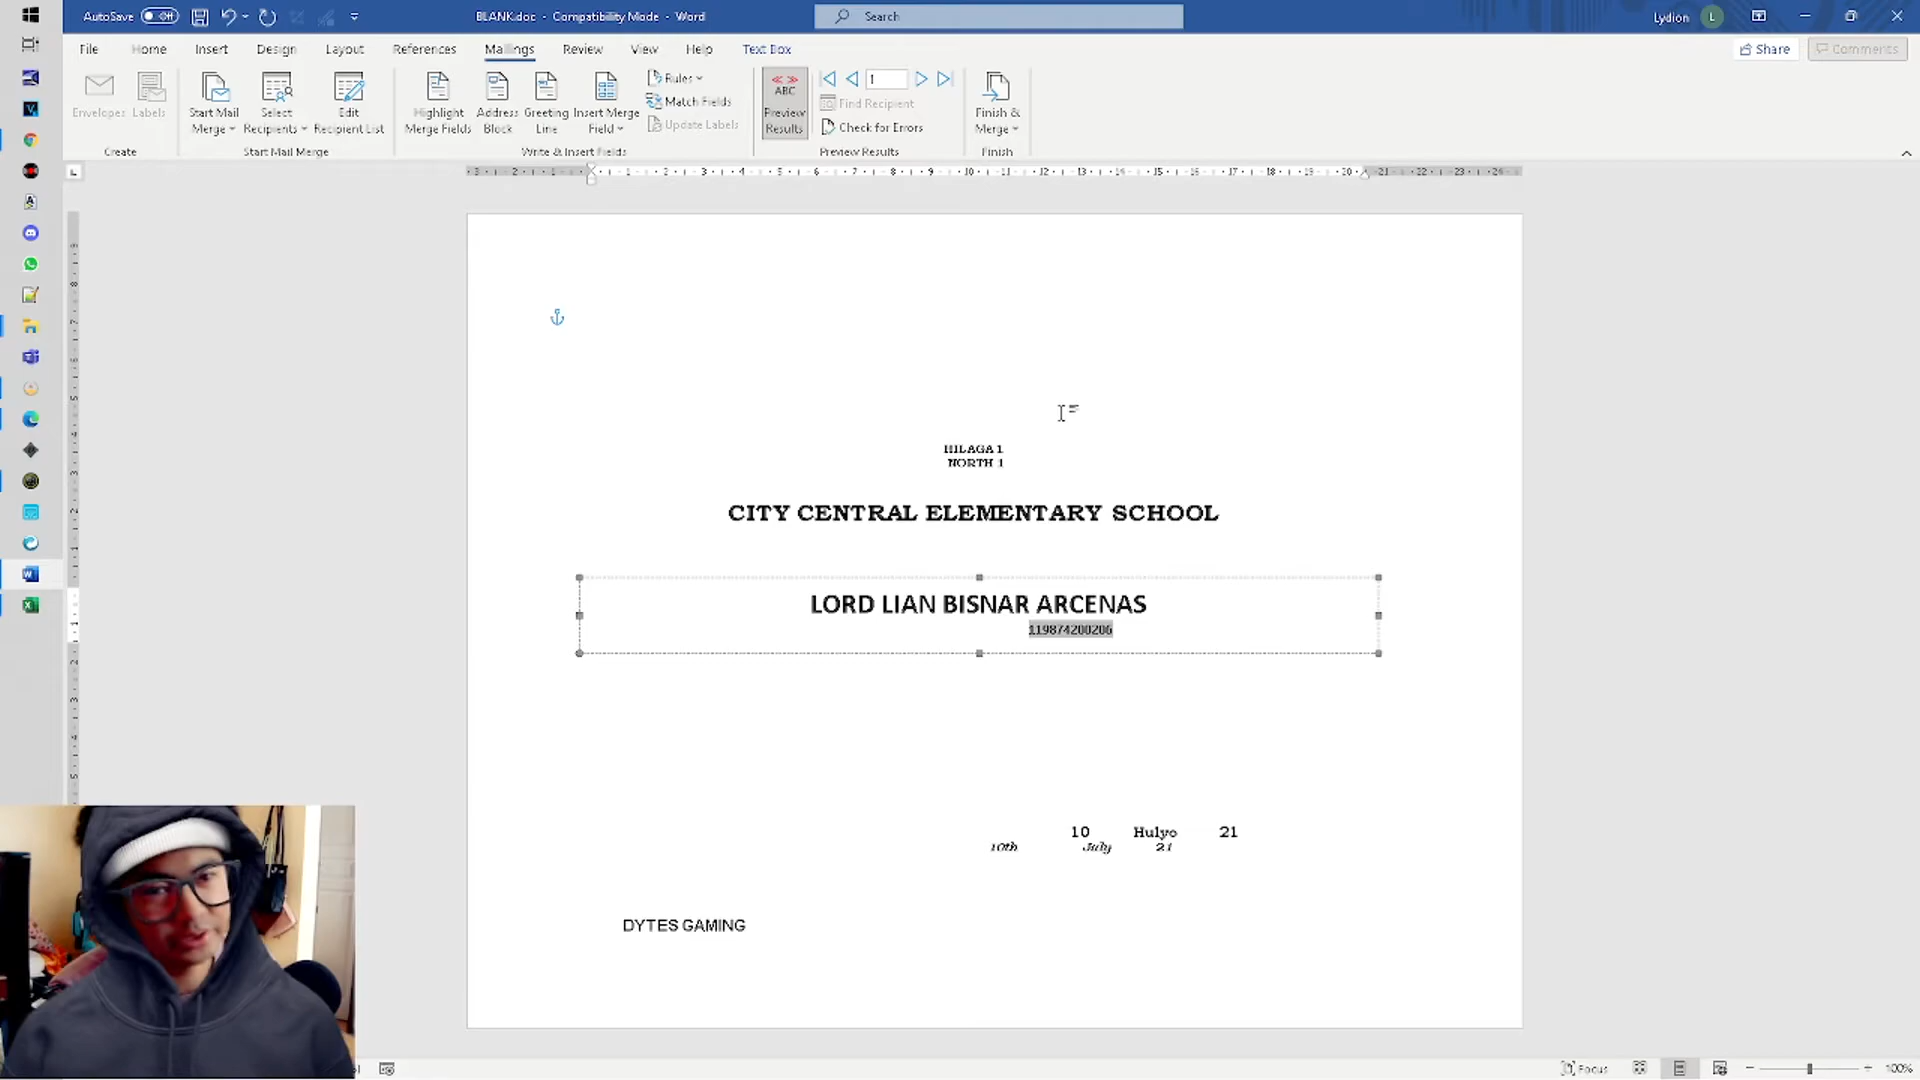 AutoSave Off BLANK.doc - Compatibility Mode - Word Search Lydion L
File Home Insert Design Layout References Mailings Review View Help Text Box Share Comments
Envelopes Labels
Start Mail Merge Select Recipients Edit Recipient List
Highlight Merge Fields Address Block Greeting Line Insert Merge Field
Rules
Match Fields
Update Labels
ABC Preview Results
1
Find Recipient
Check for Errors
Finish & Merge
Create Start Mail Merge Write & Insert Fields Preview Results Finish
HILAGA 1
NORTH 1
CITY CENTRAL ELEMENTARY SCHOOL
LORD LIAN BISNAR ARCENAS
119874200206
10 Hulyo 21
10th July 21
DYTES GAMING
Focus 100%